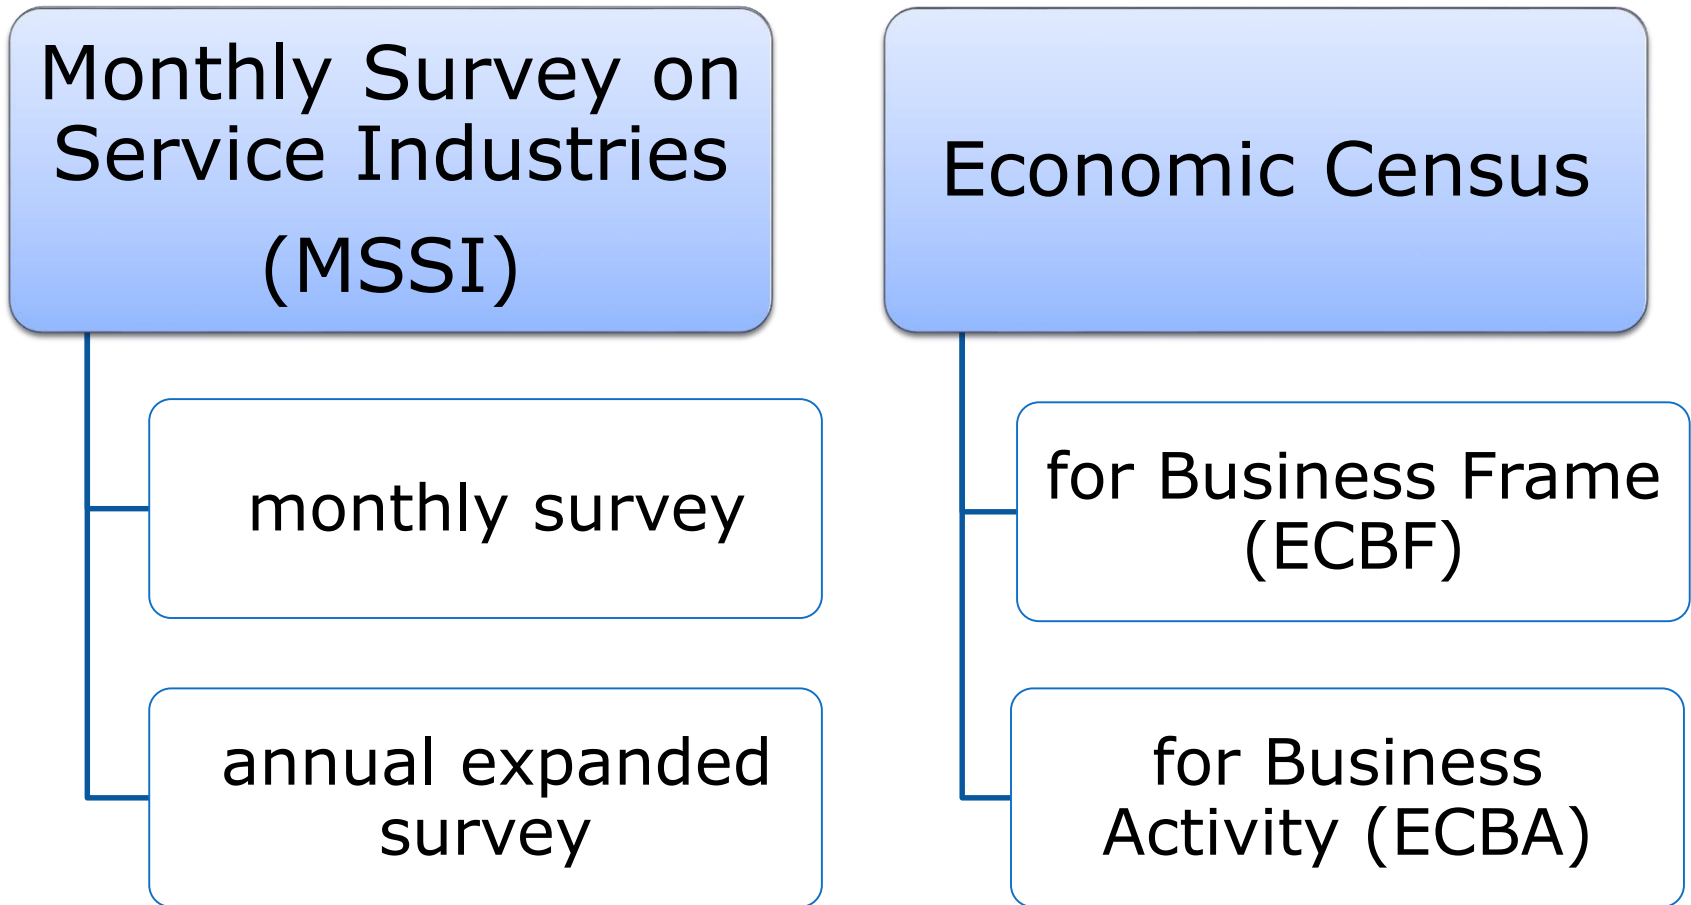 Monthly Survey on
Service Industries
(MSSI)
monthly survey
annual expanded
survey
Economic Census
for Business Frame
(ECBF)
for Business
Activity (ECBA)